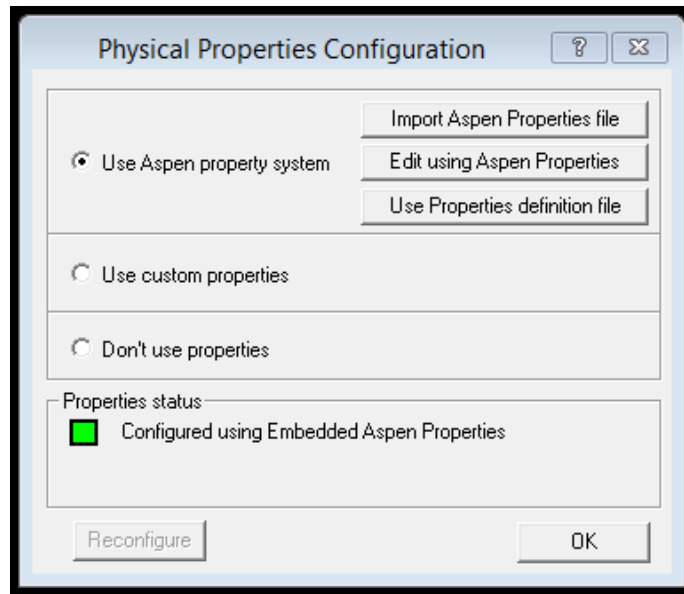 Physical Properties Configuration
?
Import Aspen Properties file
Use Aspen property system
Edit using Aspen Properties
Use Properties definition file
Use custom properties
Don't use properties
Properties status
Configured using Embedded Aspen Properties
Reconfigure
OK